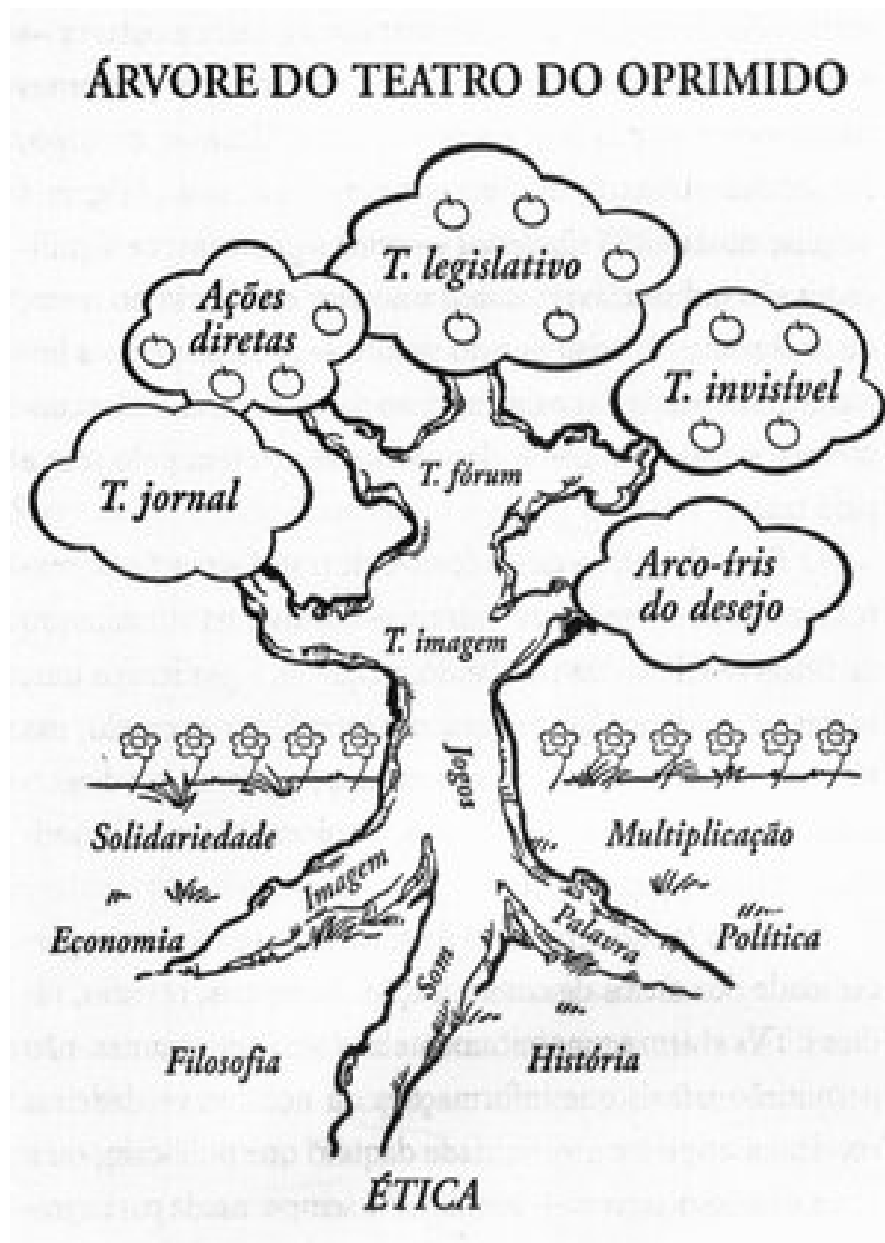 ÁRVORE DO TEATRO DO OPRIMIDO
T. legislativo
Ações
diretas
T. invisível
T. fórum
T. jornal
Arco-íris
do desejo
T. imagem
Jogos
Solidariedade
Multiplicação
Imagem
Palavra
Economia
Política
Som
Filosofia
História
ÉTICA